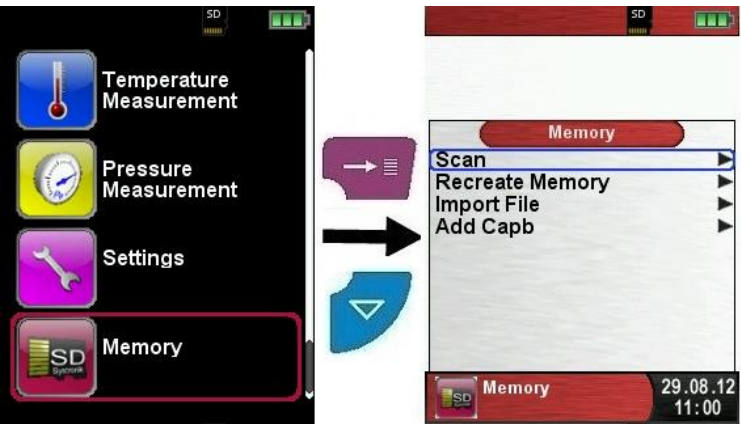 SD
Temperature
Measurement
Pressure
Measurement
Settings
Memory
SD
SD
Memory
Scan
Recreate Memory
Import File
Add Capb
SD
Memory
29.08.12
11:00